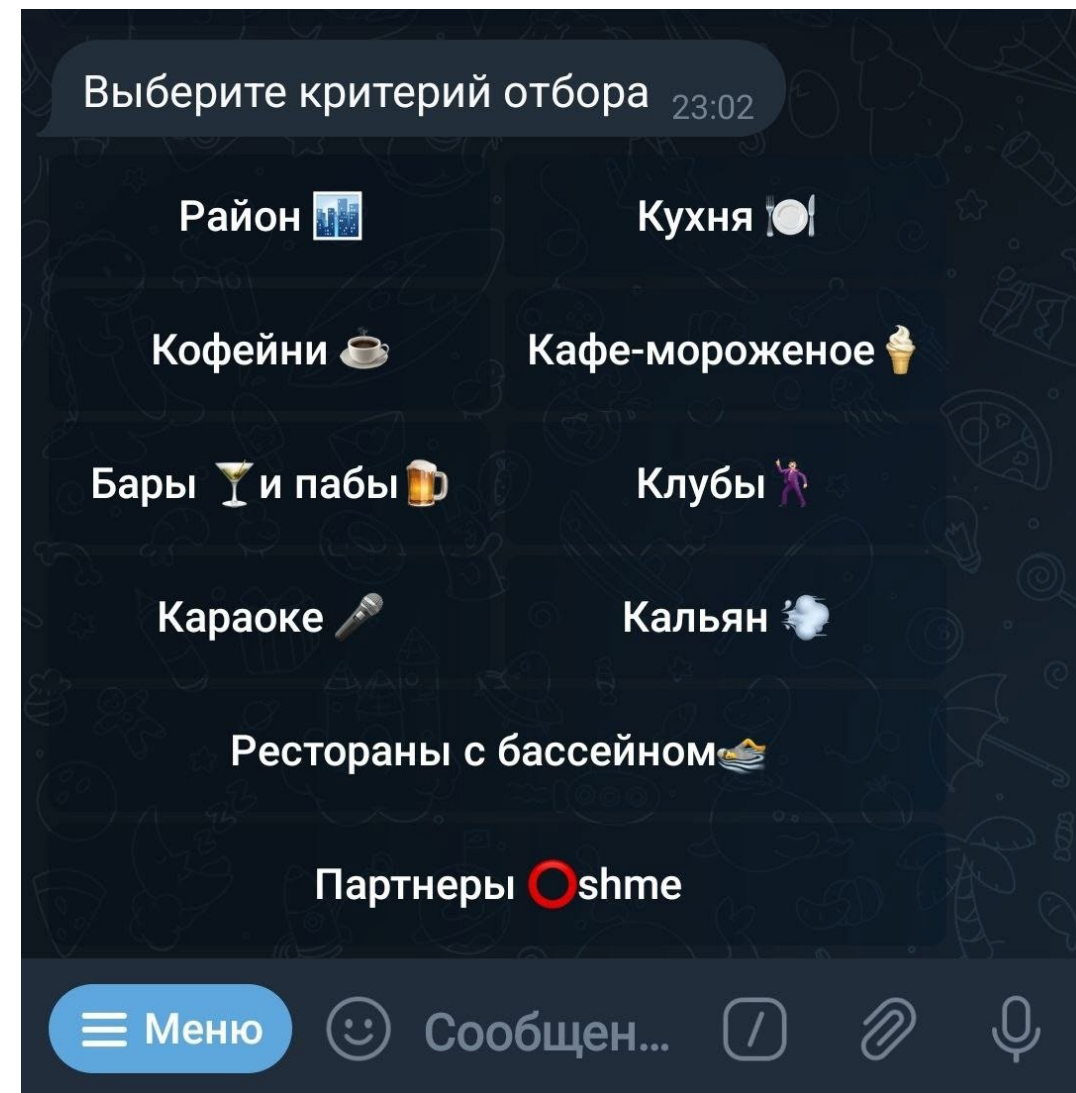 Выберите критерий отбора 23:02
Район 🏙️ Кухня 🍽️
Кофейни ☕ Кафе-мороженое🍦
Бары 🍸и пабы🍺 Клубы🕺
Караоке 🎤 Кальян 💨
Рестораны с бассейном🏊
Партнеры ⭕shme
Меню Сообщен...